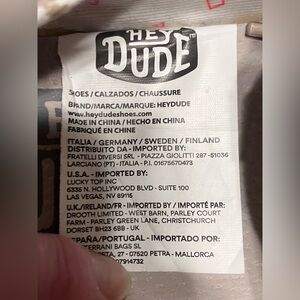 HEY
DUDE
SHOES / CALZADOS / CHAUSSURE
BRAND/MARCA/MARQUE: HEYDUDE
www.heydudeshoes.com
MADE IN CHINA / HECHO EN CHINA
FABRIQUÉ EN CHINE
ITALIA / GERMANY / SWEDEN / FINLAND
DISTRIBUITO DA - IMPORTED BY:
FRATELLI DIVERSI SRL - PIAZZA GIOLITTI 287 -51036
LARCIANO (PT) - ITALIA - P.I. 01675670473
U.S.A. - IMPORTED BY:
LUCKY TOP INC
6335 N. HOLLYWOOD BLVD - SUITE 100
LAS VEGAS, NV 89115
U.K./IRELAND/FR - IMPORTED BY / IMPORTÉ PAR:
DROOTH LIMITED - WEST BARN, PARLEY COURT
FARM - PARLEY GREEN LANE, CHRISTCHURCH
DORSET BH23 6BB - UK
ESPAÑA/PORTUGAL - IMPORTADO POR:
BAGS SL
27 - 07520 PETRA - MALLORCA
07914732